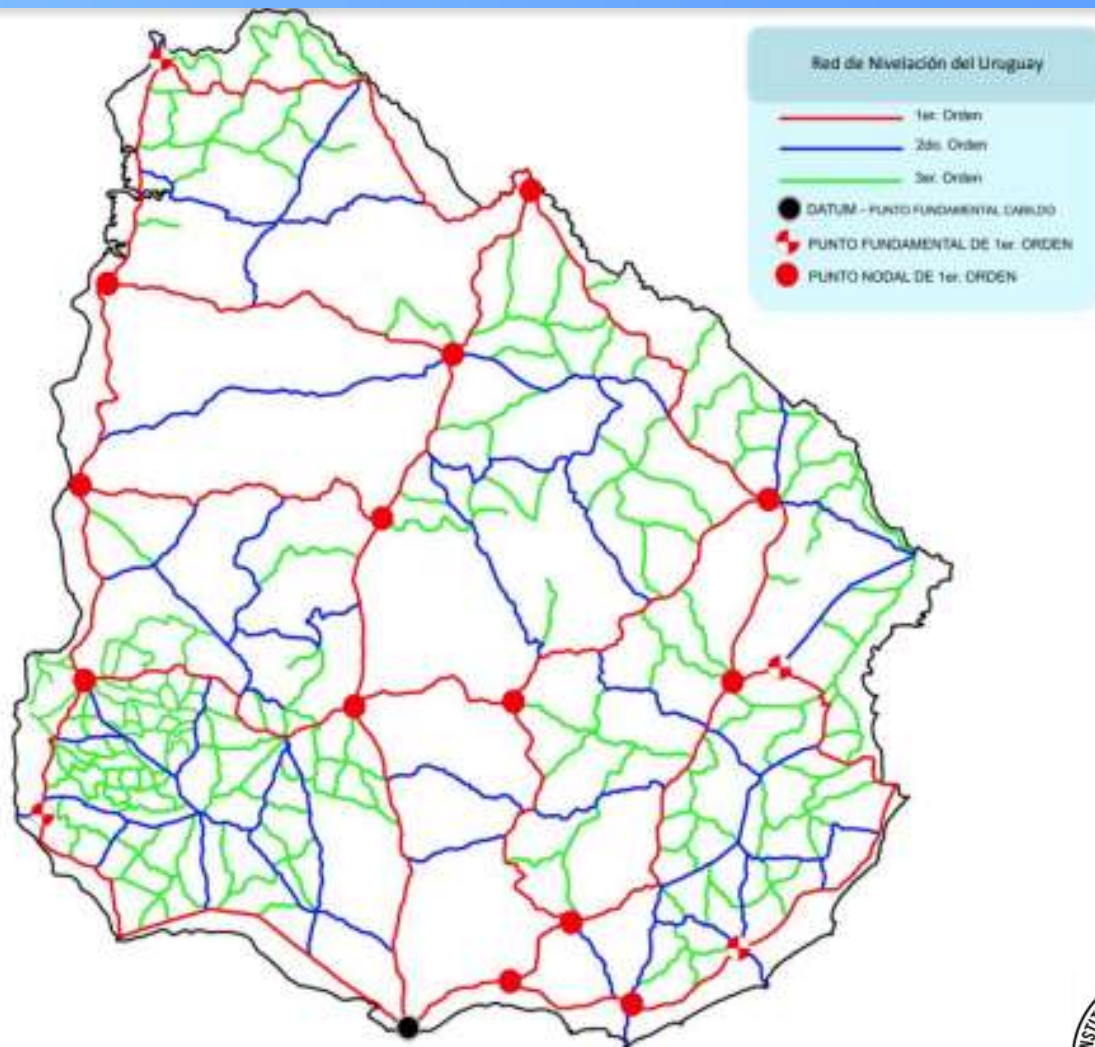 Red de Nivelación del Uruguay
1er. Orden
2do. Orden
3er. Orden
DATUM - PUNTO FUNDAMENTAL CABILDO
PUNTO FUNDAMENTAL DE 1er. ORDEN
PUNTO NODAL DE 1er. ORDEN
INSTIT